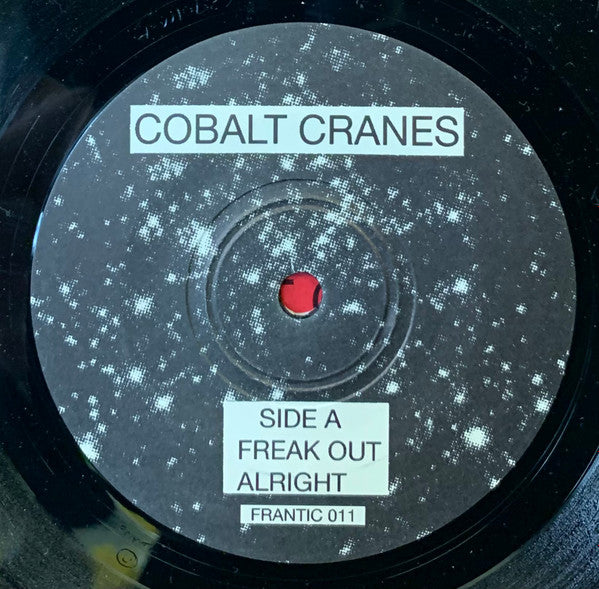 COBALT CRANES
SIDE A
FREAK OUT
ALRIGHT
FRANTIC 011